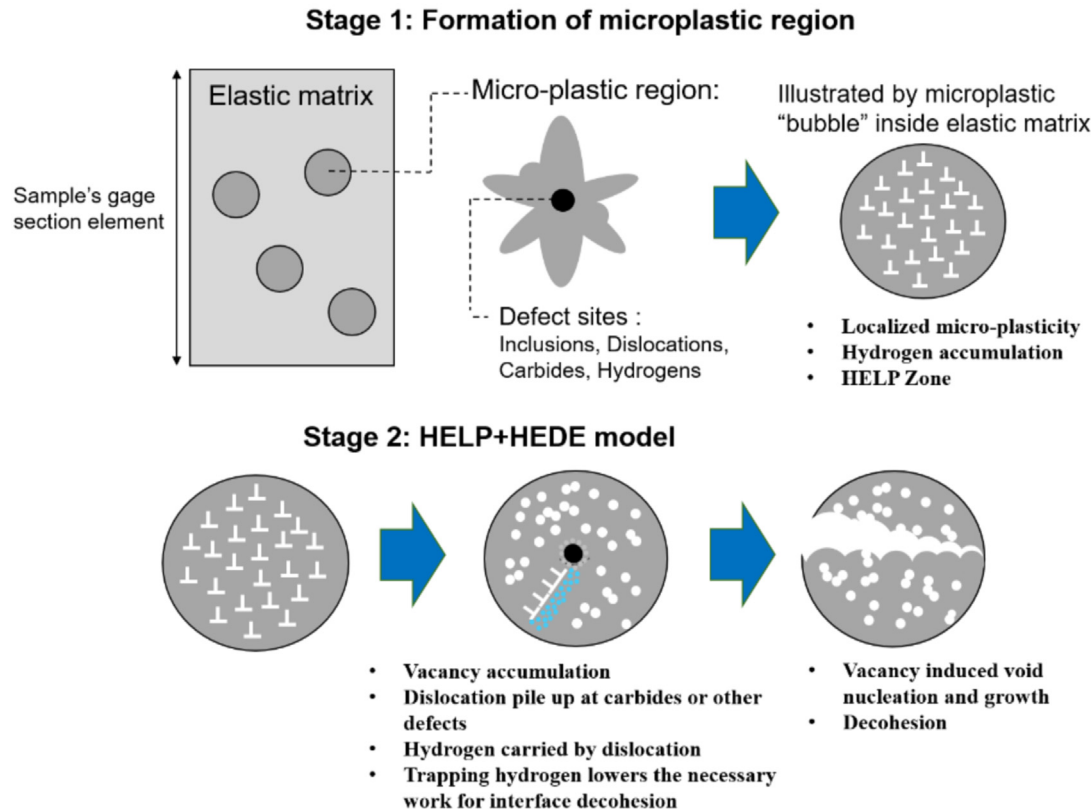 Stage 1: Formation of microplastic region
Elastic matrix
Sample's gage
section element
Micro-plastic region:
Defect sites :
Inclusions, Dislocations,
Carbides, Hydrogens
Illustrated by microplastic
“bubble” inside elastic matrix
• Localized micro-plasticity
• Hydrogen accumulation
• HELP Zone
Stage 2: HELP+HEDE model
• Vacancy accumulation
• Dislocation pile up at carbides or other
defects
• Hydrogen carried by dislocation
• Trapping hydrogen lowers the necessary
work for interface decohesion
• Vacancy induced void
nucleation and growth
• Decohesion